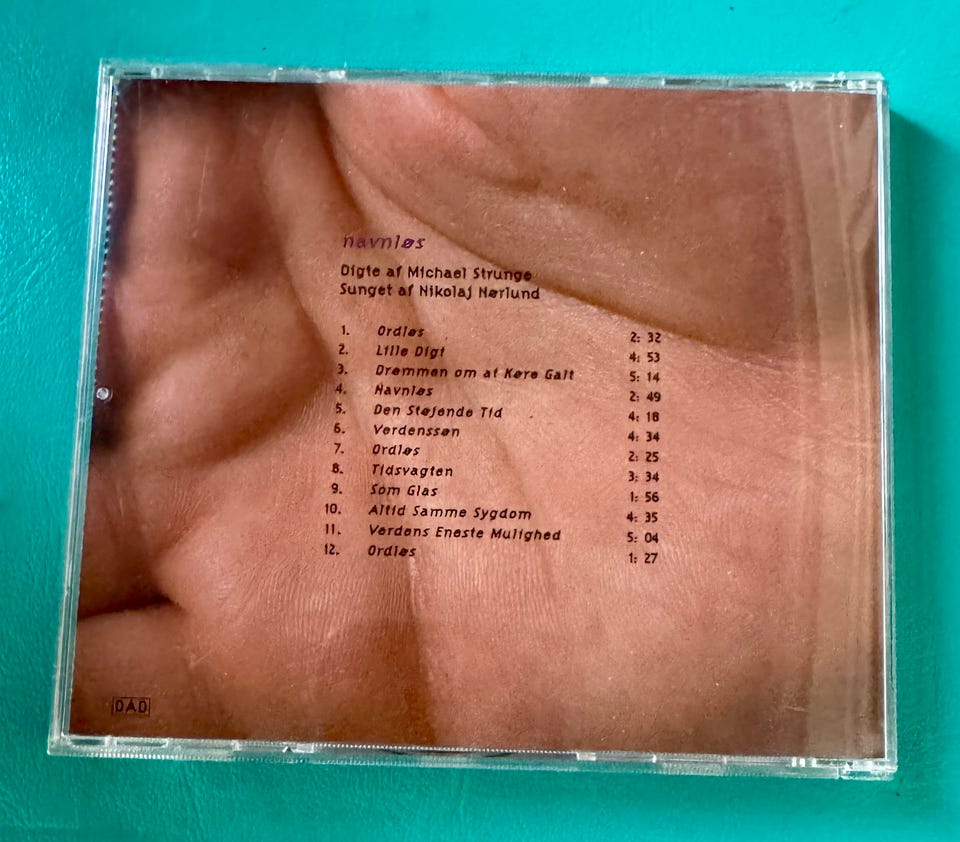 navnløs
Digte af Michael Strunge
Sunget af Nikolaj Nørlund
1. Ordløs 2: 32
2. Lille Digt 4: 53
3. Drømmen om at Køre Galt 5: 14
4. Navnløs 2: 49
5. Den Støjende Tid 4: 18
6. Verdenssøn 4: 34
7. Ordløs 2: 25
8. Tidsvagten 3: 34
9. Som Glas 1: 56
10. Altid Samme Sygdom 4: 35
11. Verdens Eneste Mulighed 5: 04
12. Ordløs 1: 27
DAD